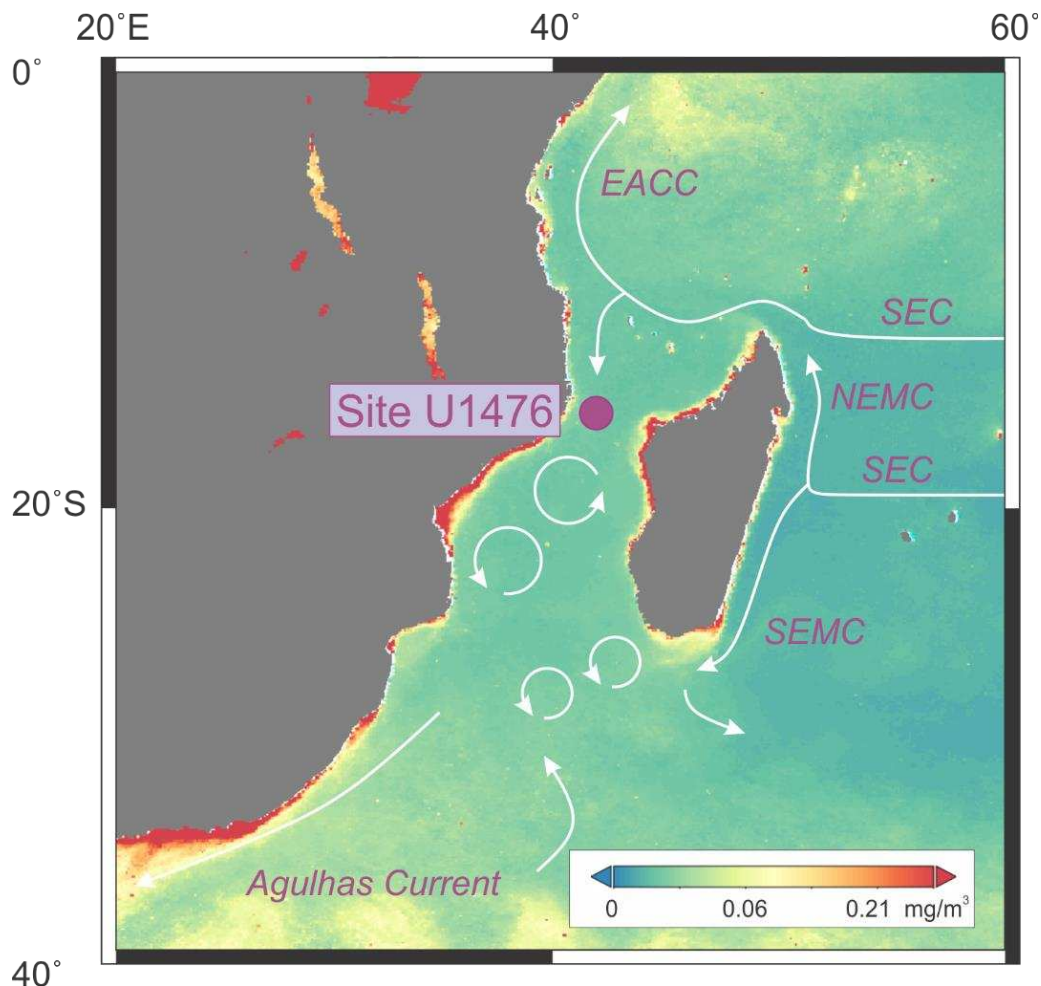 20˚E 40˚ 60˚
0˚
EACC
SEC
NEMC
Site U1476
SEC
20˚S
SEMC
Agulhas Current
0 0.06 0.21 mg/m³
40˚